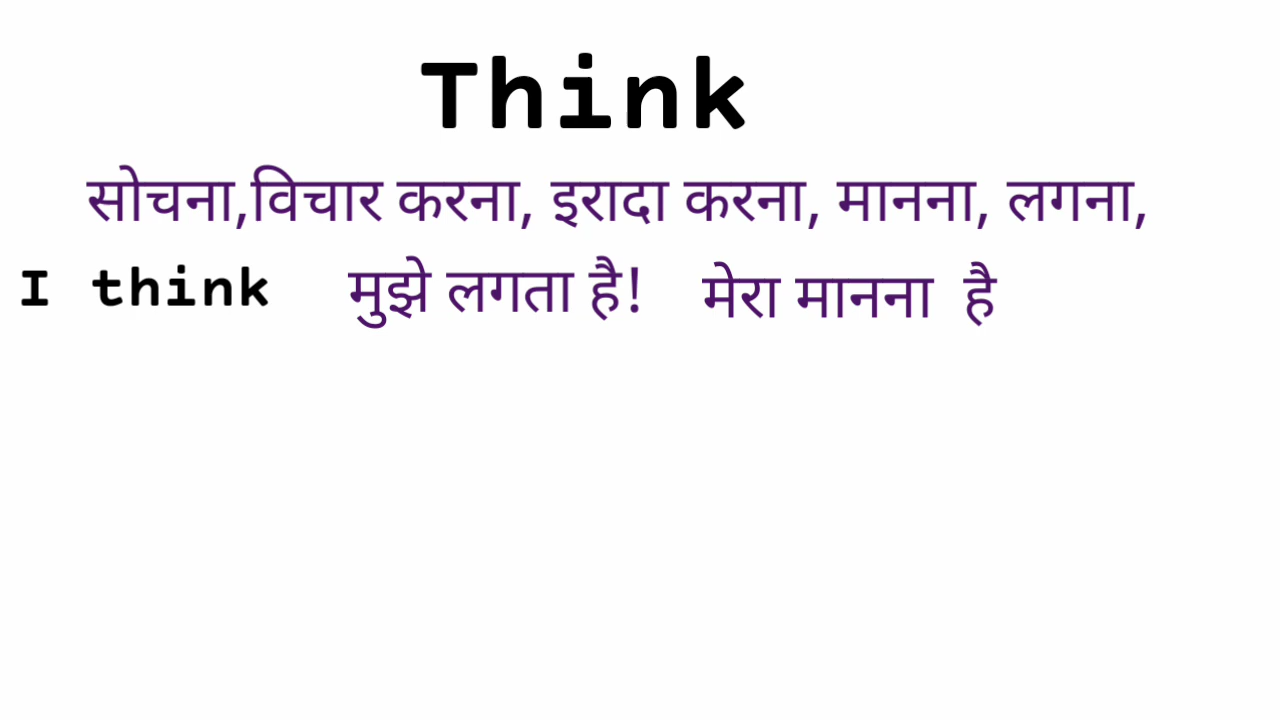 Think
सोचना,विचार करना, इरादा करना, मानना, लगना,
I think मुझे लगता है! मेरा मानना है